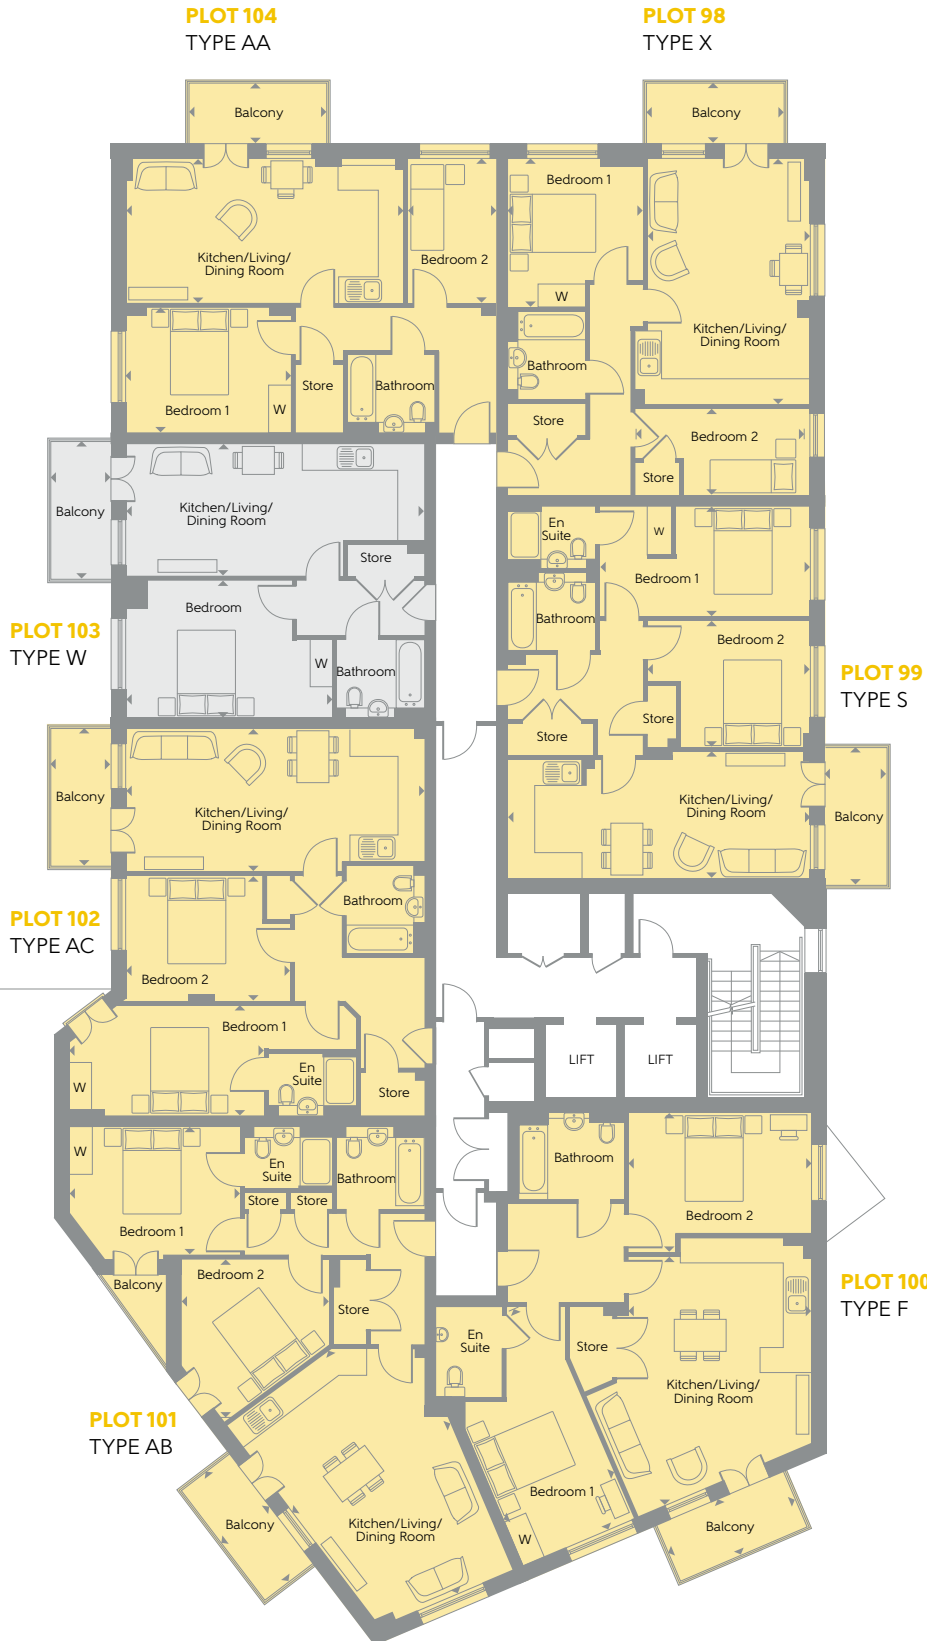 PLOT 104
TYPE AA
PLOT 98
TYPE X
Balcony
Balcony
Kitchen/Living/
Dining Room
Bedroom 2
Bedroom 1
W
Kitchen/Living/
Dining Room
Bathroom
Bedroom 1
W
Store
Bathroom
Store
Bedroom 2
Store
Balcony
Kitchen/Living/
Dining Room
Store
Bedroom
W
Bathroom
PLOT 103
TYPE W
En
Suite
W
Bedroom 1
Bathroom
Bedroom 2
Store
Store
PLOT 99
TYPE S
Kitchen/Living/
Dining Room
Balcony
Balcony
Kitchen/Living/
Dining Room
Bathroom
PLOT 102
TYPE AC
Bedroom 2
Bedroom 1
W
En
Suite
Store
LIFT
LIFT
W
Bedroom 1
En
Suite
Bathroom
Store
Store
Balcony
Bedroom 2
Store
Bathroom
Bedroom 2
PLOT 100
TYPE F
En
Suite
Store
Kitchen/Living/
Dining Room
PLOT 101
TYPE AB
Bedroom 1
W
Balcony
Kitchen/Living/
Dining Room
Balcony